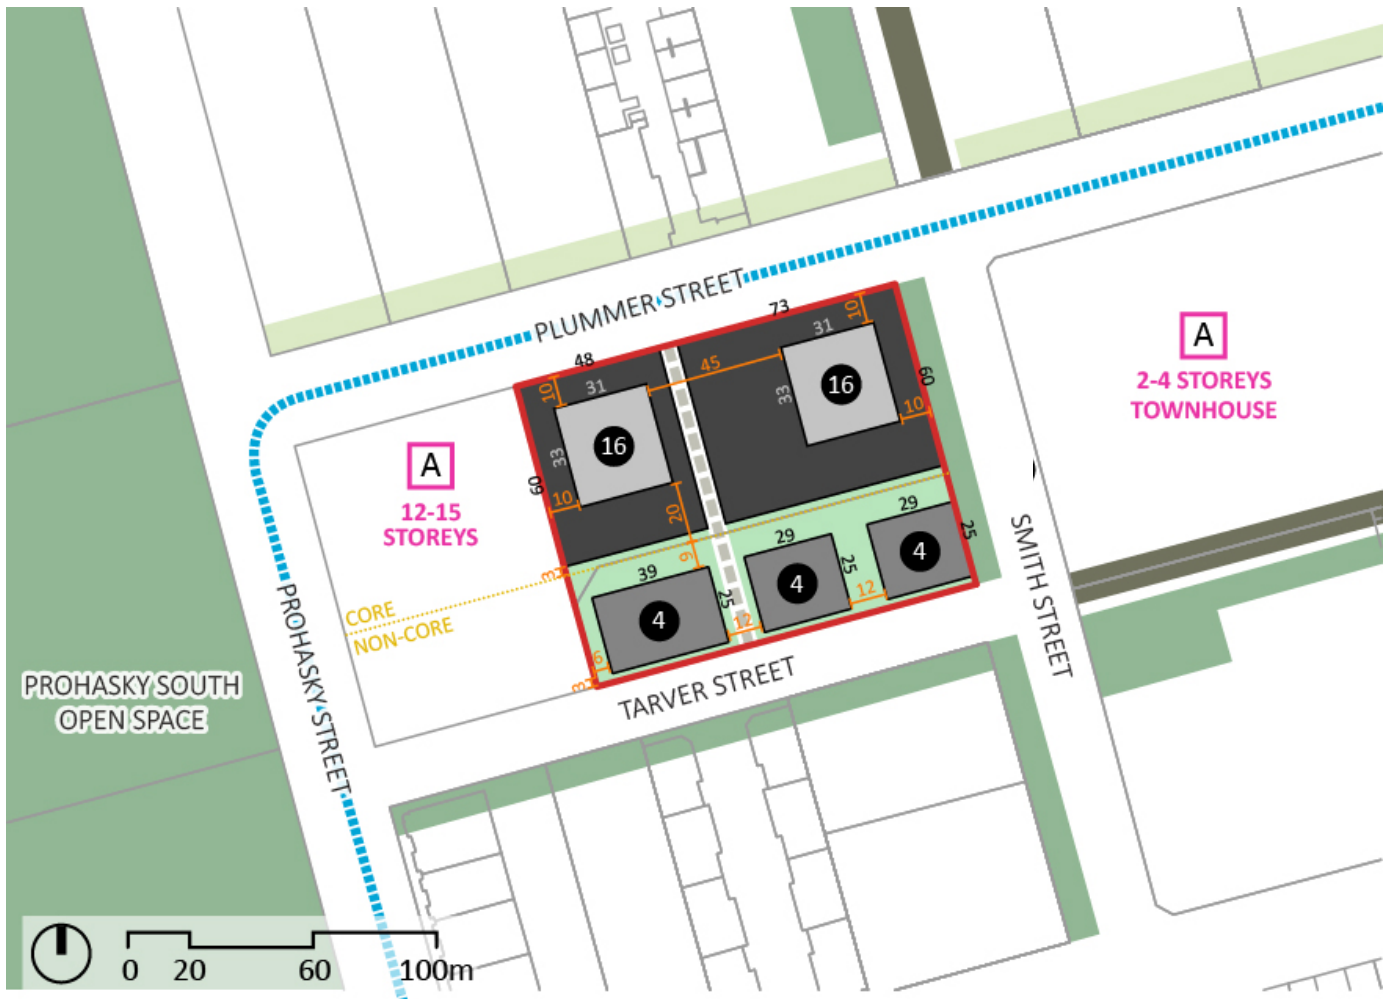 PLUMMER STREET
73
10
48
31
31
45
A
2-4 STOREYS
TOWNHOUSE
10
33
16
60
10
33
16
A
12-15
STOREYS
60
10
20
29
29
25
3
9
39
25
4
4
4
25
12
12
CORE
NON-CORE
6
3
SMITH STREET
TARVER STREET
PROHASKY STREET
PROHASKY SOUTH
OPEN SPACE
0 20 60 100m